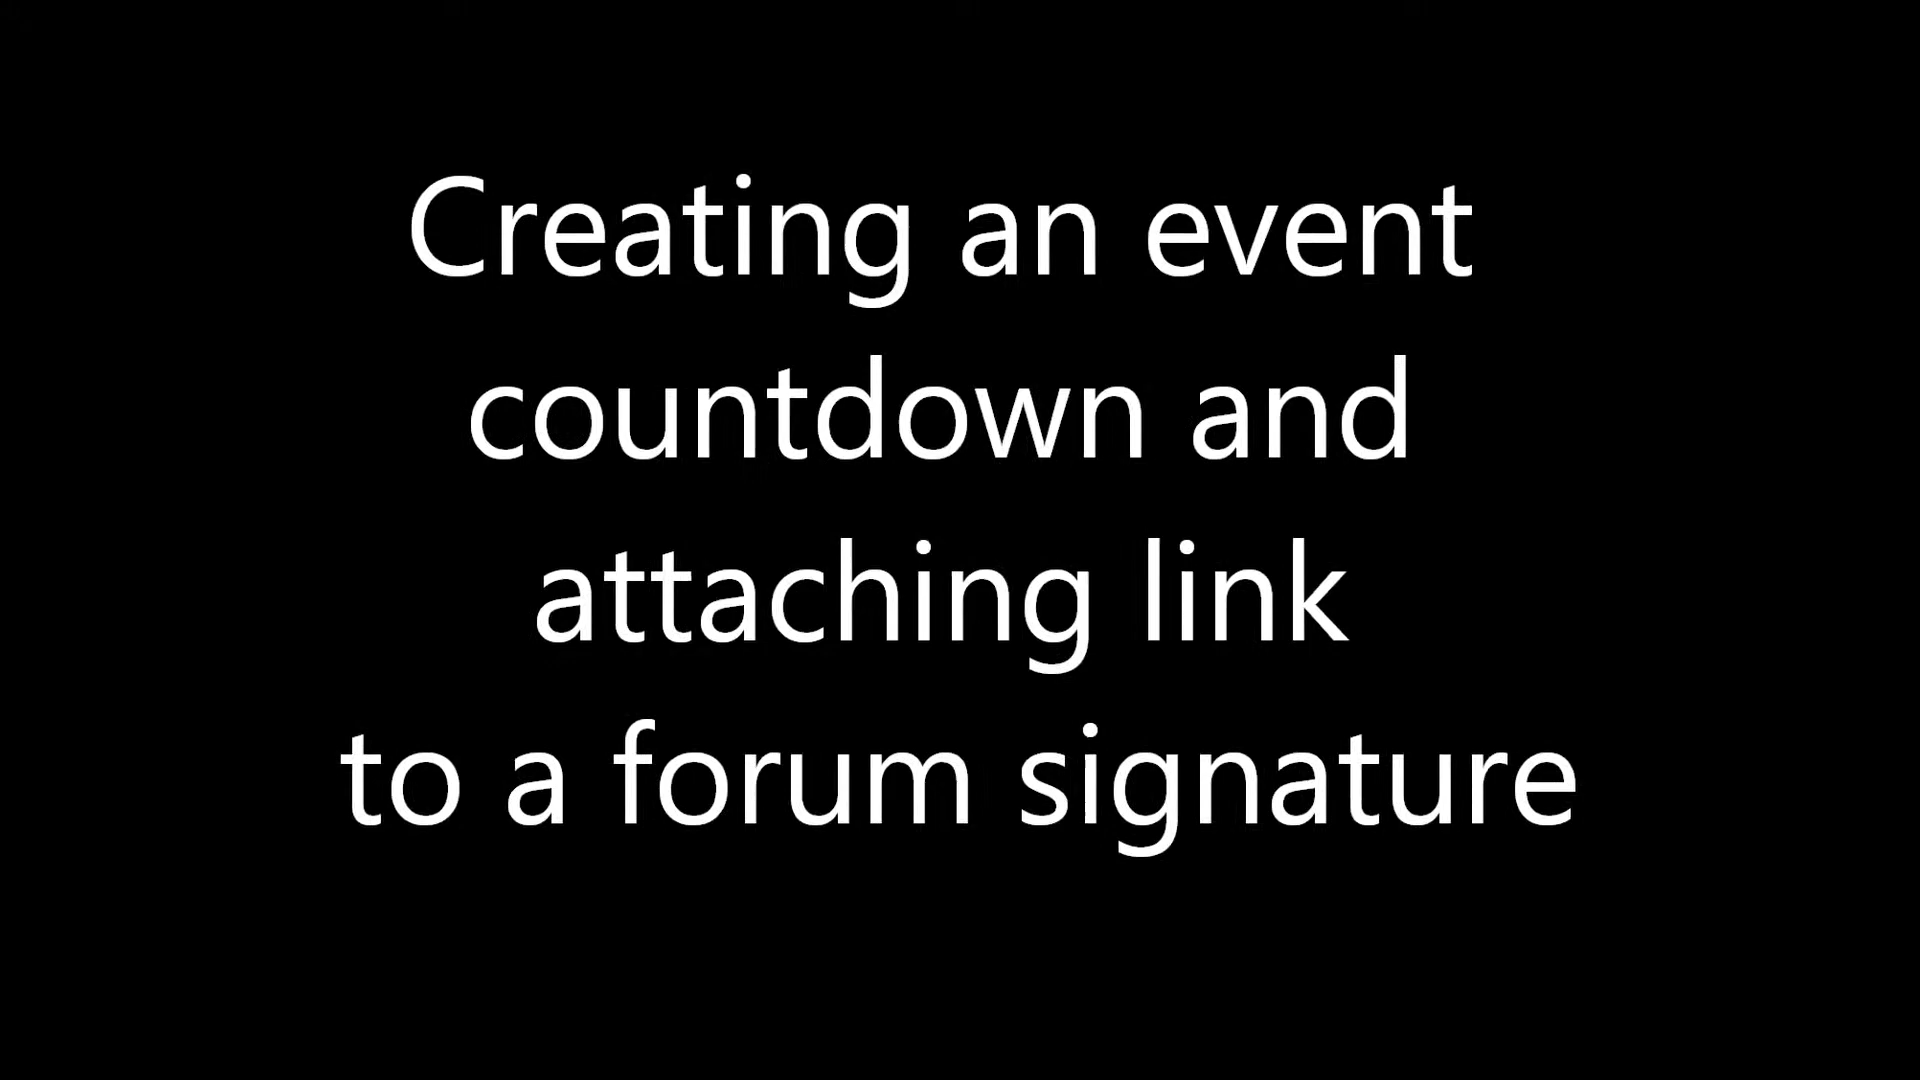 Creating an event
countdown and
attaching link
to a forum signature